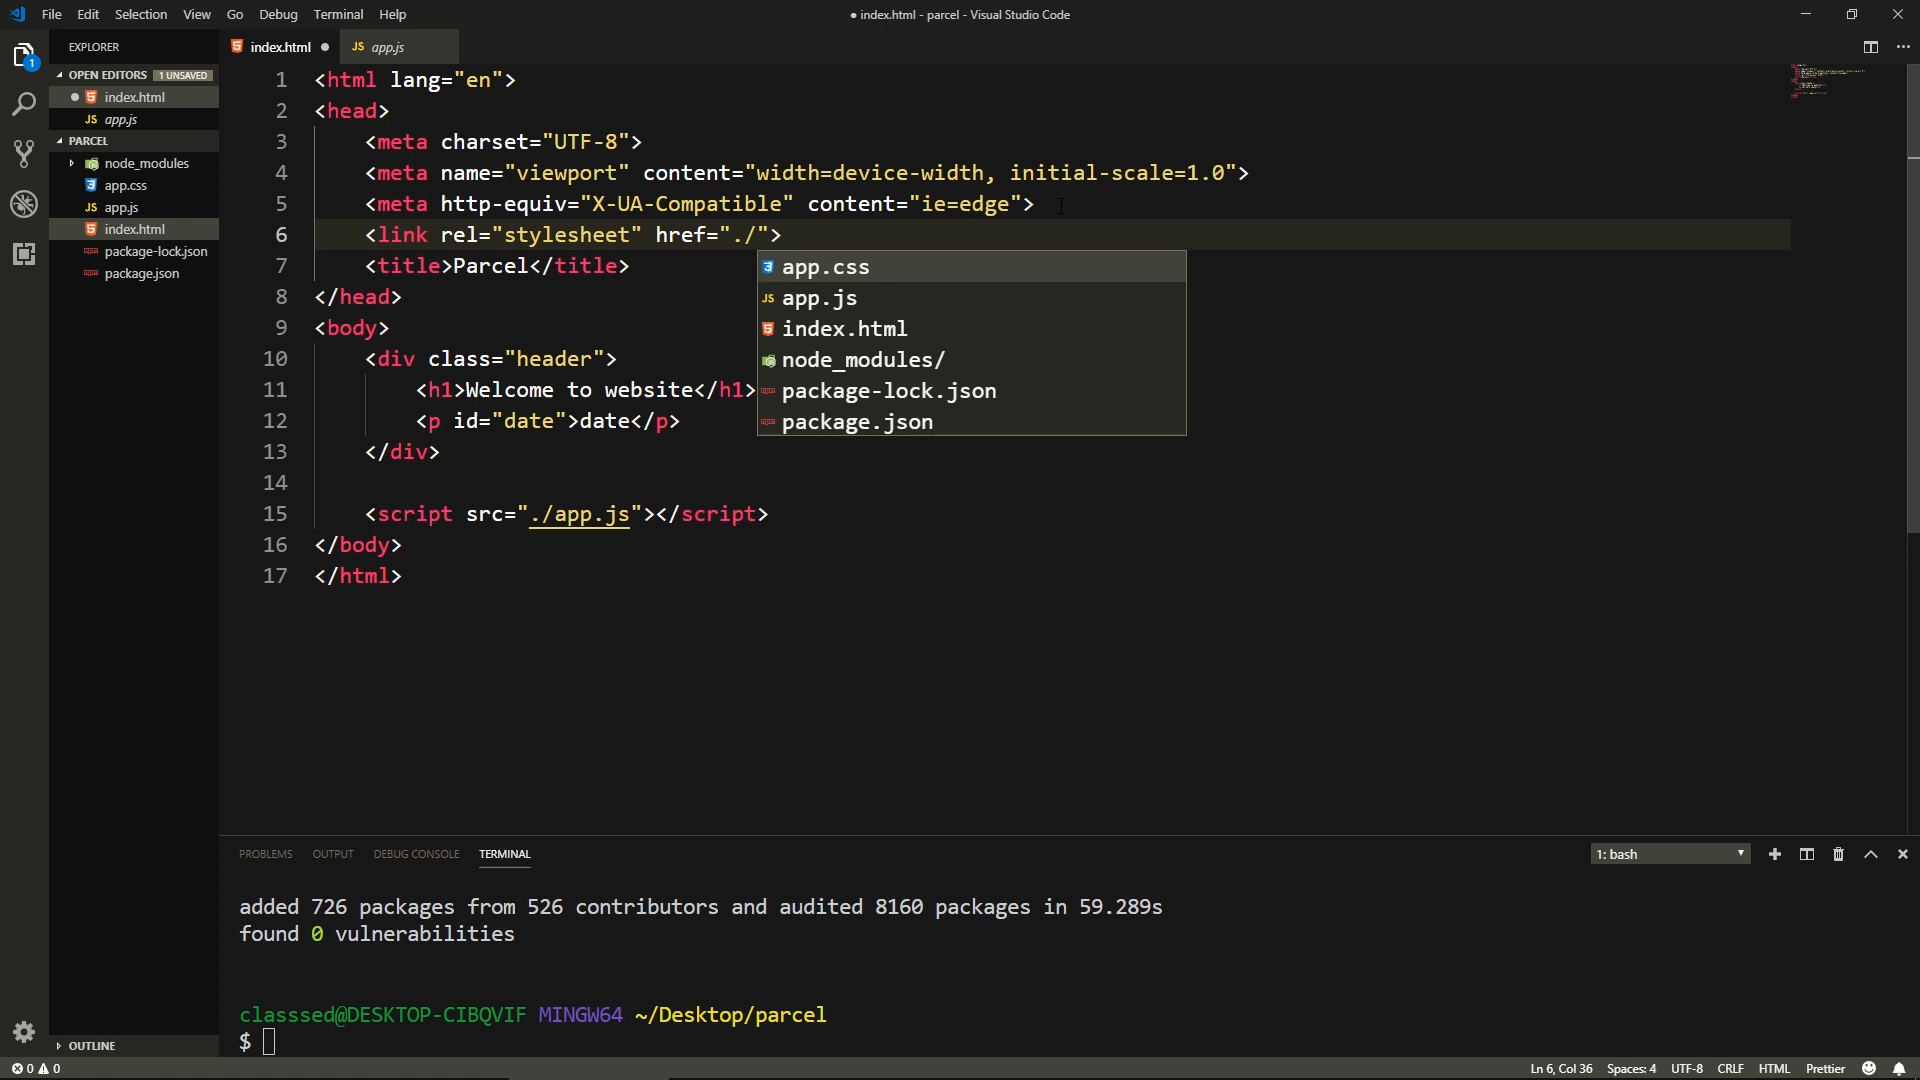 File Edit Selection View Go Debug Terminal Help
● index.html - parcel - Visual Studio Code
EXPLORER
index.html ●
JS app.js
OPEN EDITORS 1 UNSAVED
● index.html
JS app.js
PARCEL
node_modules
app.css
JS app.js
index.html
package-lock.json
package.json
OUTLINE
1
1 <html lang="en">
2 <head>
3 <meta charset="UTF-8">
4 <meta name="viewport" content="width=device-width, initial-scale=1.0">
5 <meta http-equiv="X-UA-Compatible" content="ie=edge">
6 <link rel="stylesheet" href="./">
7 <title>Parcel</title>
8 </head>
9 <body>
10 <div class="header">
11 <h1>Welcome to website</h1>
12 <p id="date">date</p>
13 </div>
14
15 <script src="./app.js"></script>
16 </body>
17 </html>
app.css
JS app.js
index.html
node_modules/
package-lock.json
package.json
PROBLEMS OUTPUT DEBUG CONSOLE TERMINAL
1: bash
added 726 packages from 526 contributors and audited 8160 packages in 59.289s
found 0 vulnerabilities
classsed@DESKTOP-CIBQVIF MINGW64 ~/Desktop/parcel
$
0 0
Ln 6, Col 36 Spaces: 4 UTF-8 CRLF HTML Prettier